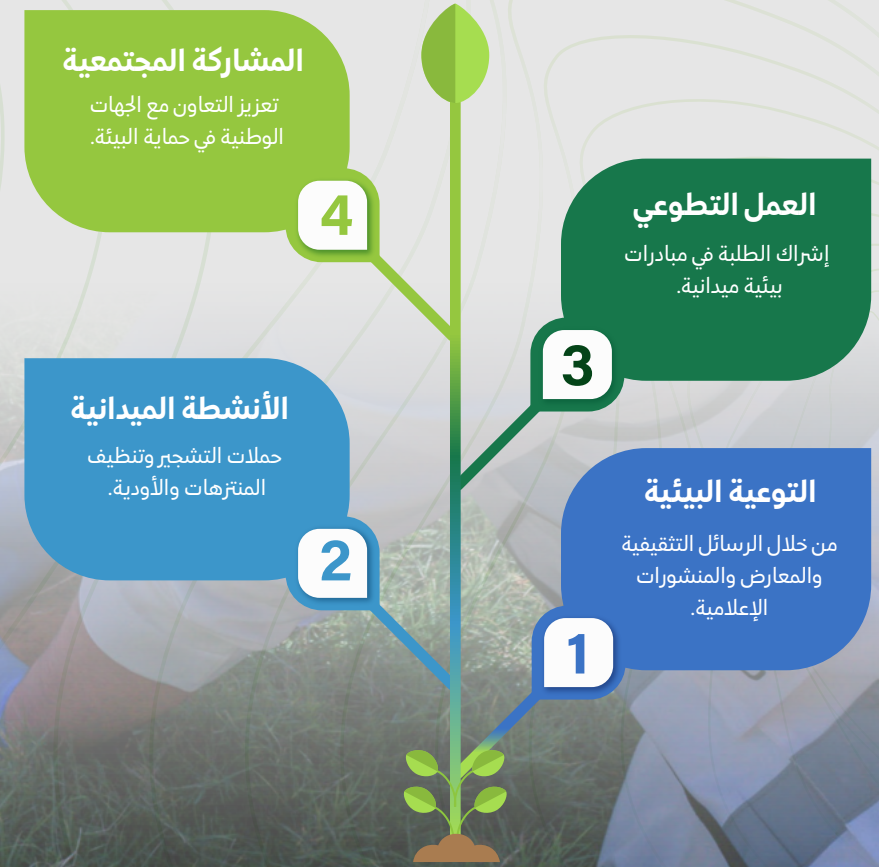 المشاركة المجتمعية
تعزيز التعاون مع الجهات
الوطنية في حماية البيئة.
4
العمل التطوعي
إشراك الطلبة في مبادرات
بيئية ميدانية.
3
الأنشطة الميدانية
حملات التشجير وتنظيف
المنتزهات والأودية.
2
التوعية البيئية
من خلال الرسائل التثقيفية
والمعارض والمنشورات
الإعلامية.
1